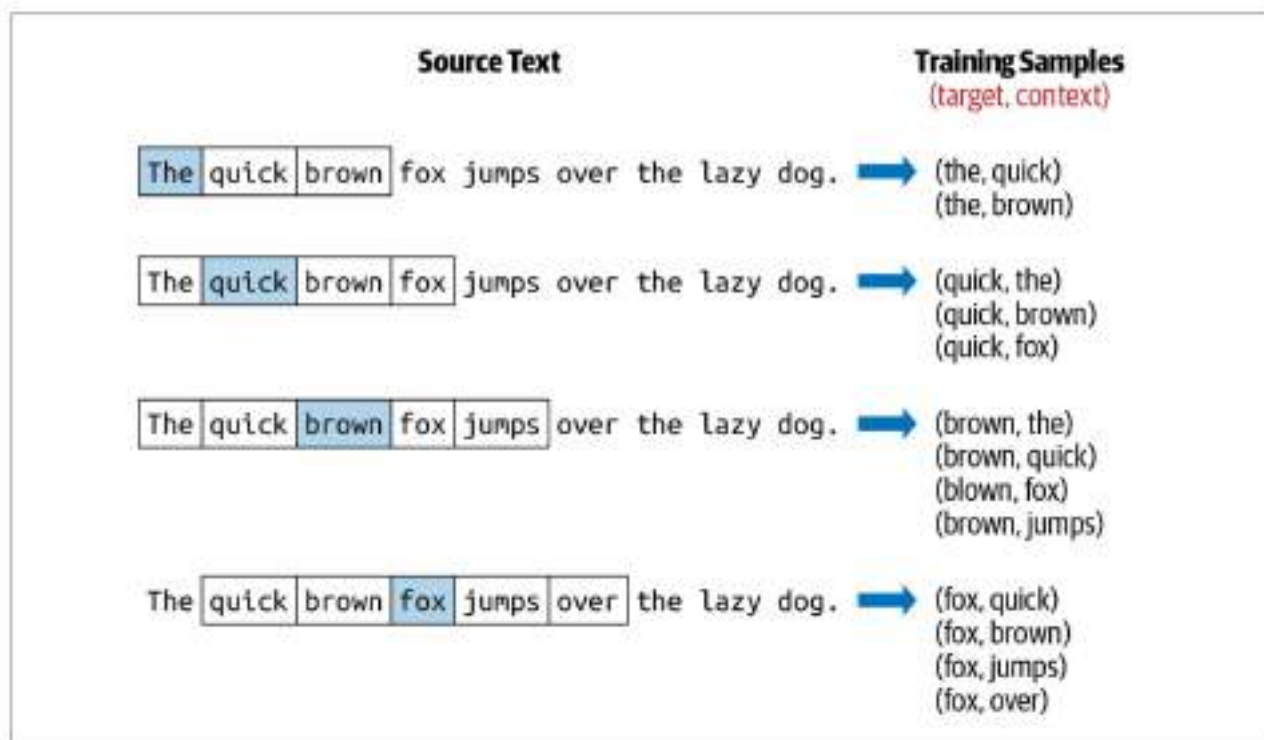 Source Text
Training Samples
(target, context)
The quick brown fox jumps over the lazy dog.
(the, quick)
(the, brown)
The quick brown fox jumps over the lazy dog.
(quick, the)
(quick, brown)
(quick, fox)
The quick brown fox jumps over the lazy dog.
(brown, the)
(brown, quick)
(blown, fox)
(brown, jumps)
The quick brown fox jumps over the lazy dog.
(fox, quick)
(fox, brown)
(fox, jumps)
(fox, over)